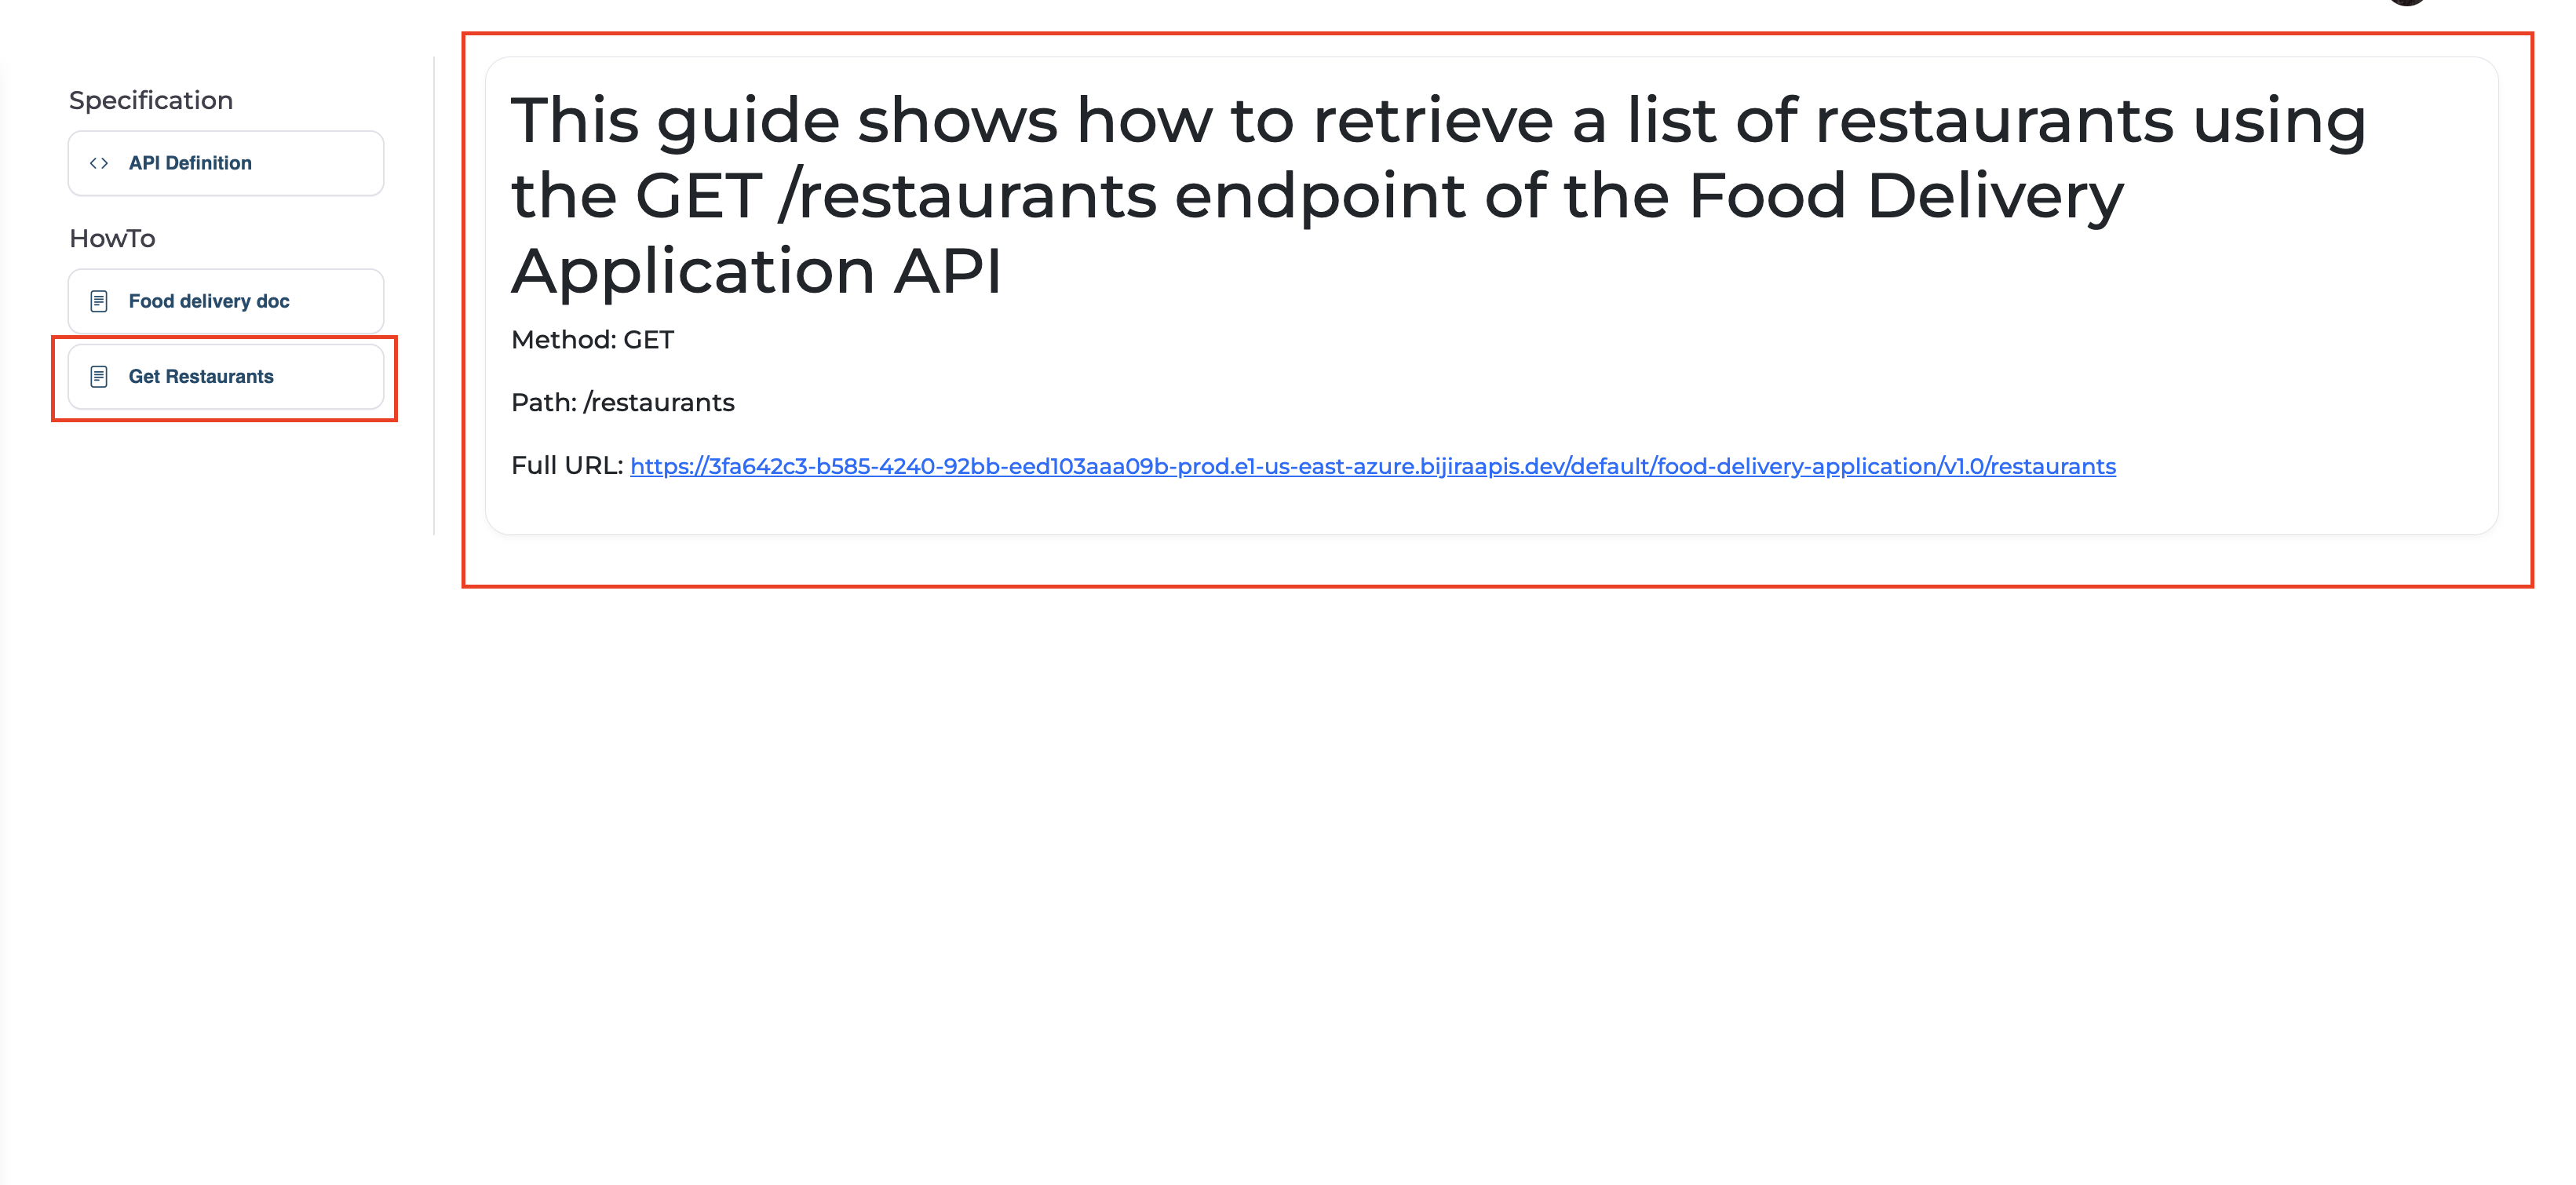 Specification
API Definition
HowTo
Food delivery doc
Get Restaurants
This guide shows how to retrieve a list of restaurants using
the GET /restaurants endpoint of the Food Delivery
Application API
Method: GET
Path: /restaurants
Full URL: https://3fa642c3-b585-4240-92bb-eed103aaa09b-prod.e1-us-east-azure.bijiraapis.dev/default/food-delivery-application/v1.0/restaurants